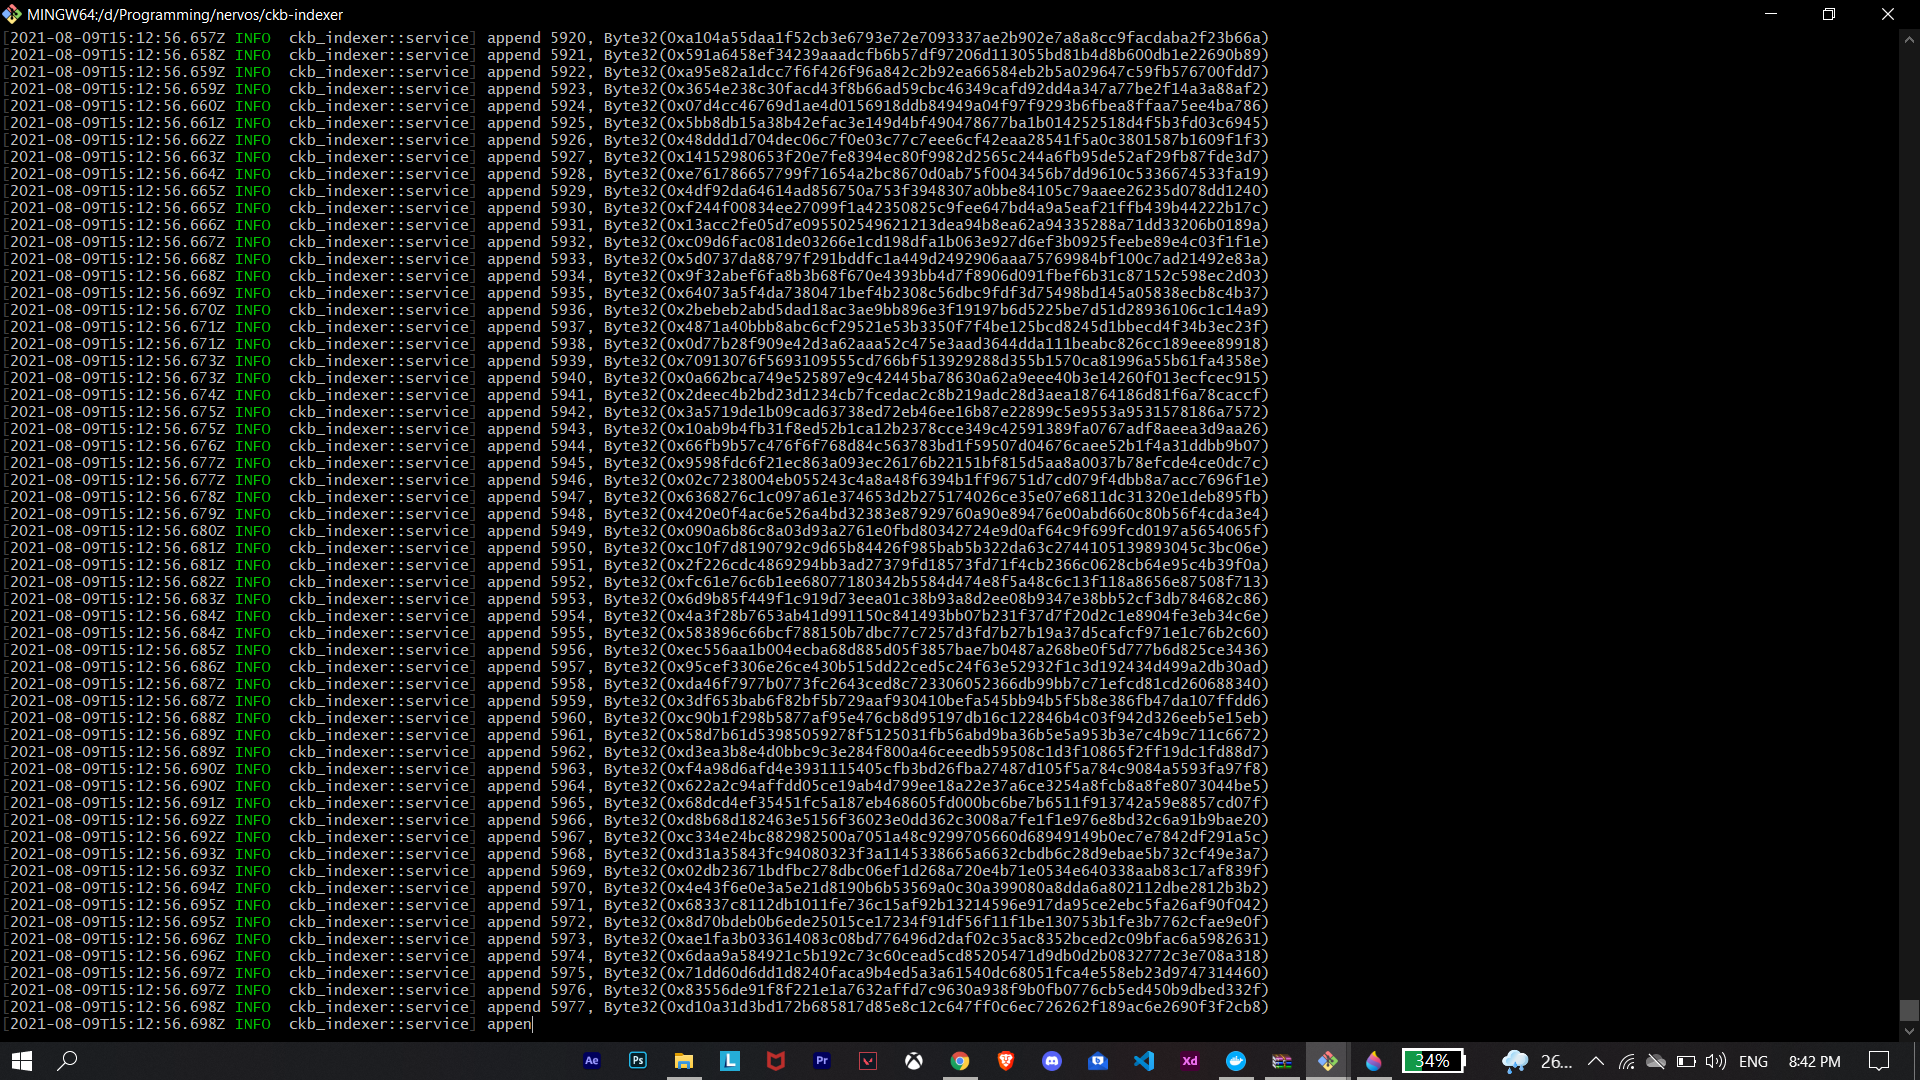 MINGW64:/d/Programming/nervos/ckb-indexer
[2021-08-09T15:12:56.657Z INFO  ckb_indexer::service] append 5920, Byte32(0xa104a55daa1f52cb3e6793e72e7093337ae2b902e7a8a8cc9facdaba2f23b66a)
[2021-08-09T15:12:56.658Z INFO  ckb_indexer::service] append 5921, Byte32(0x591a6458ef34239aaadcfb6b57df97206d113055bd81b4d8b600db1e22690b89)
[2021-08-09T15:12:56.659Z INFO  ckb_indexer::service] append 5922, Byte32(0xa95e82a1dcc7f6f426f96a842c2b92ea66584eb2b5a029647c59fb576700fdd7)
[2021-08-09T15:12:56.659Z INFO  ckb_indexer::service] append 5923, Byte32(0x3654e238c30facd43f8b66ad59cbc46349cafd92dd4a347a77be2f14a3a88af2)
[2021-08-09T15:12:56.660Z INFO  ckb_indexer::service] append 5924, Byte32(0x07d4cc46769d1ae4d0156918ddb84949a04f97f9293b6fbea8ffaa75ee4ba786)
[2021-08-09T15:12:56.661Z INFO  ckb_indexer::service] append 5925, Byte32(0x5bb8db15a38b42efac3e149d4bf490478677ba1b014252518d4f5b3fd03c6945)
[2021-08-09T15:12:56.662Z INFO  ckb_indexer::service] append 5926, Byte32(0x48ddd1d704dec06c7f0e03c77c7eee6cf42eaa28541f5a0c3801587b1609f1f3)
[2021-08-09T15:12:56.663Z INFO  ckb_indexer::service] append 5927, Byte32(0x14152980653f20e7fe8394ec80f9982d2565c244a6fb95de52af29fb87fde3d7)
[2021-08-09T15:12:56.664Z INFO  ckb_indexer::service] append 5928, Byte32(0xe761786657799f71654a2bc8670d0ab75f0043456b7dd9610c5336674533fa19)
[2021-08-09T15:12:56.665Z INFO  ckb_indexer::service] append 5929, Byte32(0x4df92da64614ad856750a753f3948307a0bbe84105c79aaee26235d078dd1240)
[2021-08-09T15:12:56.665Z INFO  ckb_indexer::service] append 5930, Byte32(0xf244f00834ee27099f1a42350825c9fee647bd4a9a5eaf21ffb439b44222b17c)
[2021-08-09T15:12:56.666Z INFO  ckb_indexer::service] append 5931, Byte32(0x13acc2fe05d7e095502549621213dea94b8ea62a94335288a71dd33206b0189a)
[2021-08-09T15:12:56.667Z INFO  ckb_indexer::service] append 5932, Byte32(0xc09d6fac081de03266e1cd198dfa1b063e927d6ef3b0925feebe89e4c03f1f1e)
[2021-08-09T15:12:56.668Z INFO  ckb_indexer::service] append 5933, Byte32(0x5d0737da88797f291bddfc1a449d2492906aaa75769984bf100c7ad21492e83a)
[2021-08-09T15:12:56.668Z INFO  ckb_indexer::service] append 5934, Byte32(0x9f32abef6fa8b3b68f670e4393bb4d7f8906d091fbef6b31c87152c598ec2d03)
[2021-08-09T15:12:56.669Z INFO  ckb_indexer::service] append 5935, Byte32(0x64073a5f4da7380471bef4b2308c56dbc9fdf3d75498bd145a05838ecb8c4b37)
[2021-08-09T15:12:56.670Z INFO  ckb_indexer::service] append 5936, Byte32(0x2bebeb2abd5dad18ac3ae9bb896e3f19197b6d5225be7d51d28936106c1c14a9)
[2021-08-09T15:12:56.671Z INFO  ckb_indexer::service] append 5937, Byte32(0x4871a40bbb8abc6cf29521e53b3350f7f4be125bcd8245d1bbecd4f34b3ec23f)
[2021-08-09T15:12:56.671Z INFO  ckb_indexer::service] append 5938, Byte32(0x0d77b28f909e42d3a62aaa52c475e3aad3644dda111beabc826cc189eee89918)
[2021-08-09T15:12:56.673Z INFO  ckb_indexer::service] append 5939, Byte32(0x70913076f5693109555cd766bf513929288d355b1570ca81996a55b61fa4358e)
[2021-08-09T15:12:56.673Z INFO  ckb_indexer::service] append 5940, Byte32(0x0a662bca749e525897e9c42445ba78630a62a9eee40b3e14260f013ecfcec915)
[2021-08-09T15:12:56.674Z INFO  ckb_indexer::service] append 5941, Byte32(0x2deec4b2bd23d1234cb7fcedac2c8b219adc28d3aea18764186d81f6a78caccf)
[2021-08-09T15:12:56.675Z INFO  ckb_indexer::service] append 5942, Byte32(0x3a5719de1b09cad63738ed72eb46ee16b87e22899c5e9553a9531578186a7572)
[2021-08-09T15:12:56.675Z INFO  ckb_indexer::service] append 5943, Byte32(0x10ab9b4fb31f8ed52b1ca12b2378cce349c42591389fa0767adf8aeea3d9aa26)
[2021-08-09T15:12:56.676Z INFO  ckb_indexer::service] append 5944, Byte32(0x66fb9b57c476f6f768d84c563783bd1f59507d04676caee52b1f4a31ddbb9b07)
[2021-08-09T15:12:56.677Z INFO  ckb_indexer::service] append 5945, Byte32(0x9598fdc6f21ec863a093ec26176b22151bf815d5aa8a0037b78efcde4ce0dc7c)
[2021-08-09T15:12:56.677Z INFO  ckb_indexer::service] append 5946, Byte32(0x02c7238004eb055243c4a8a48f6394b1ff96751d7cd079f4dbb8a7acc7696f1e)
[2021-08-09T15:12:56.678Z INFO  ckb_indexer::service] append 5947, Byte32(0x6368276c1c097a61e374653d2b275174026ce35e07e6811dc31320e1deb895fb)
[2021-08-09T15:12:56.679Z INFO  ckb_indexer::service] append 5948, Byte32(0x420e0f4ac6e526a4bd32383e87929760a90e89476e00abd660c80b56f4cda3e4)
[2021-08-09T15:12:56.680Z INFO  ckb_indexer::service] append 5949, Byte32(0x090a6b86c8a03d93a2761e0fbd80342724e9d0af64c9f699fcd0197a5654065f)
[2021-08-09T15:12:56.681Z INFO  ckb_indexer::service] append 5950, Byte32(0xc10f7d8190792c9d65b84426f985bab5b322da63c2744105139893045c3bc06e)
[2021-08-09T15:12:56.681Z INFO  ckb_indexer::service] append 5951, Byte32(0x2f226cdc4869294bb3ad27379fd18573fd71f4cb2366c0628cb64e95c4b39f0a)
[2021-08-09T15:12:56.682Z INFO  ckb_indexer::service] append 5952, Byte32(0xfc61e76c6b1ee68077180342b5584d474e8f5a48c6c13f118a8656e87508f713)
[2021-08-09T15:12:56.683Z INFO  ckb_indexer::service] append 5953, Byte32(0x6d9b85f449f1c919d73eea01c38b93a8d2ee08b9347e38bb52cf3db784682c86)
[2021-08-09T15:12:56.684Z INFO  ckb_indexer::service] append 5954, Byte32(0x4a3f28b7653ab41d991150c841493bb07b231f37d7f20d2c1e8904fe3eb34c6e)
[2021-08-09T15:12:56.684Z INFO  ckb_indexer::service] append 5955, Byte32(0x583896c66bcf788150b7dbc77c7257d3fd7b27b19a37d5cafcf971e1c76b2c60)
[2021-08-09T15:12:56.685Z INFO  ckb_indexer::service] append 5956, Byte32(0xec556aa1b004ecba68d885d05f3857bae7b0487a268be0f5d777b6d825ce3436)
[2021-08-09T15:12:56.686Z INFO  ckb_indexer::service] append 5957, Byte32(0x95cef3306e26ce430b515dd22ced5c24f63e52932f1c3d192434d499a2db30ad)
[2021-08-09T15:12:56.687Z INFO  ckb_indexer::service] append 5958, Byte32(0xda46f7977b0773fc2643ced8c723306052366db99bb7c71efcd81cd260688340)
[2021-08-09T15:12:56.687Z INFO  ckb_indexer::service] append 5959, Byte32(0x3df653bab6f82bf5b729aaf930410befa545bb94b5f5b8e386fb47da107ffdd6)
[2021-08-09T15:12:56.688Z INFO  ckb_indexer::service] append 5960, Byte32(0xc90b1f298b5877af95e476cb8d95197db16c122846b4c03f942d326eeb5e15eb)
[2021-08-09T15:12:56.689Z INFO  ckb_indexer::service] append 5961, Byte32(0x58d7b61d53985059278f5125031fb56abd9ba36b5e5a953b3e7c4b9c711c6672)
[2021-08-09T15:12:56.689Z INFO  ckb_indexer::service] append 5962, Byte32(0xd3ea3b8e4d0bbc9c3e284f800a46ceeedb59508c1d3f10865f2ff19dc1fd88d7)
[2021-08-09T15:12:56.690Z INFO  ckb_indexer::service] append 5963, Byte32(0xf4a98d6afd4e3931115405cfb3bd26fba27487d105f5a784c9084a5593fa97f8)
[2021-08-09T15:12:56.690Z INFO  ckb_indexer::service] append 5964, Byte32(0x622a2c94affdd05ce19ab4d799ee18a22e37a6ce3254a8fcb8a8fe8073044be5)
[2021-08-09T15:12:56.691Z INFO  ckb_indexer::service] append 5965, Byte32(0x68dcd4ef35451fc5a187eb468605fd000bc6be7b6511f913742a59e8857cd07f)
[2021-08-09T15:12:56.692Z INFO  ckb_indexer::service] append 5966, Byte32(0xd8b68d182463e5156f36023e0dd362c3008a7fe1f1e976e8bd32c6a91b9bae20)
[2021-08-09T15:12:56.692Z INFO  ckb_indexer::service] append 5967, Byte32(0xc334e24bc882982500a7051a48c9299705660d68949149b0ec7e7842df291a5c)
[2021-08-09T15:12:56.693Z INFO  ckb_indexer::service] append 5968, Byte32(0xd31a35843fc94080323f3a1145338665a6632cbdb6c28d9ebae5b732cf49e3a7)
[2021-08-09T15:12:56.693Z INFO  ckb_indexer::service] append 5969, Byte32(0x02db23671bdfbc278dbc06ef1d268a720e4b71e0534e640338aab83c17af839f)
[2021-08-09T15:12:56.694Z INFO  ckb_indexer::service] append 5970, Byte32(0x4e43f6e0e3a5e21d8190b6b53569a0c30a399080a8dda6a802112dbe2812b3b2)
[2021-08-09T15:12:56.695Z INFO  ckb_indexer::service] append 5971, Byte32(0x68337c8112db1011fe736c15af92b13214596e917da95ce2ebc5fa26af90f042)
[2021-08-09T15:12:56.695Z INFO  ckb_indexer::service] append 5972, Byte32(0x8d70bdeb0b6ede25015ce17234f91df56f11f1be130753b1fe3b7762cfae9e0f)
[2021-08-09T15:12:56.696Z INFO  ckb_indexer::service] append 5973, Byte32(0xae1fa3b033614083c08bd776496d2daf02c35ac8352bced2c09bfac6a5982631)
[2021-08-09T15:12:56.696Z INFO  ckb_indexer::service] append 5974, Byte32(0x6daa9a584921c5b192c73c60cead5cd85205471d9db0d2b0832772c3e708a318)
[2021-08-09T15:12:56.697Z INFO  ckb_indexer::service] append 5975, Byte32(0x71dd60d6dd1d8240faca9b4ed5a3a61540dc68051fca4e558eb23d9747314460)
[2021-08-09T15:12:56.697Z INFO  ckb_indexer::service] append 5976, Byte32(0x83556de91f8f221e1a7632affd7c9630a938f9b0fb0776cb5ed450b9dbed332f)
[2021-08-09T15:12:56.698Z INFO  ckb_indexer::service] append 5977, Byte32(0xd10a31d3bd172b685817d85e8c12c647ff0c6ec726262f189ac6e2690f3f2cb8)
[2021-08-09T15:12:56.698Z INFO  ckb_indexer::service] appen
Ae Ps L Pr Xd 34% 26... ENG 8:42 PM